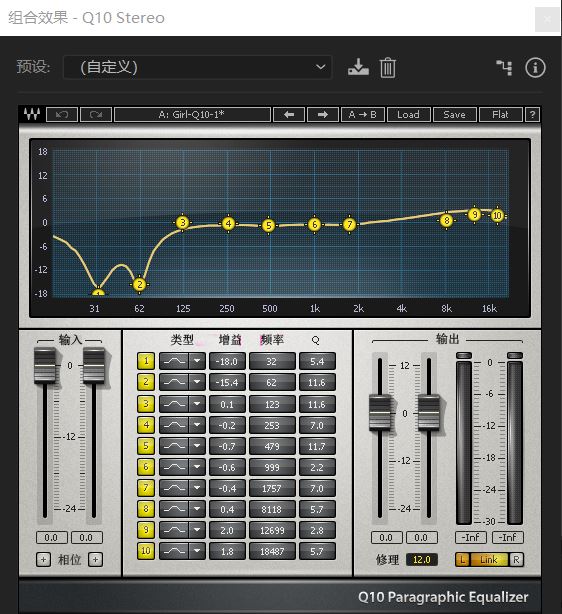 组合效果 - Q10 Stereo ×
预设: (自定义)
A: Girl-Q10-1* A → B Load Save Flat ?
18
12
6
0
-6
-12
-18
1 2 3 4 5 6 7 8 9 10
31 62 125 250 500 1k 2k 4k 8k 16k
输入
0
-12
-24
0.0 0.0
+ 相位 +
类型 增益 频率 Q
1 -18.0 32 5.4
2 -15.4 62 11.6
3 0.1 123 11.6
4 -0.2 253 7.0
5 -0.7 479 11.7
6 -0.6 999 2.2
7 -0.4 1757 7.0
8 0.4 8118 5.7
9 2.0 12699 2.8
10 1.8 18487 5.7
输出
12 0
0 -6
-12 -12
-24 -18
-24
-30
0.0 0.0 -Inf -Inf
修理 12.0 L Link R
Q10 Paragraphic Equalizer